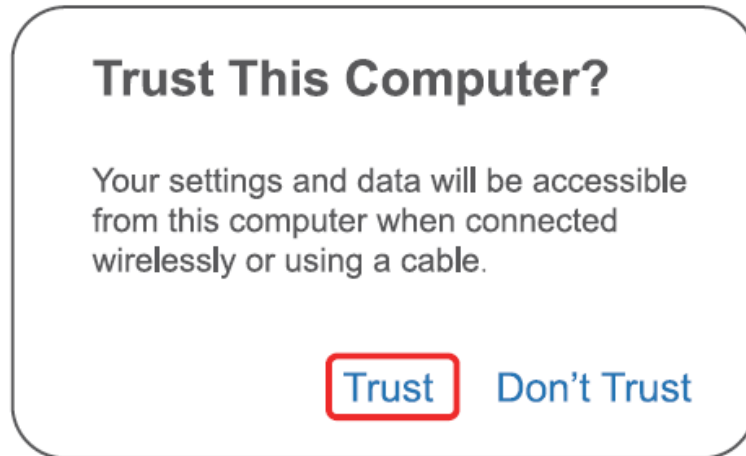 Trust This Computer?
Your settings and data will be accessible
from this computer when connected
wirelessly or using a cable.
Trust Don’t Trust